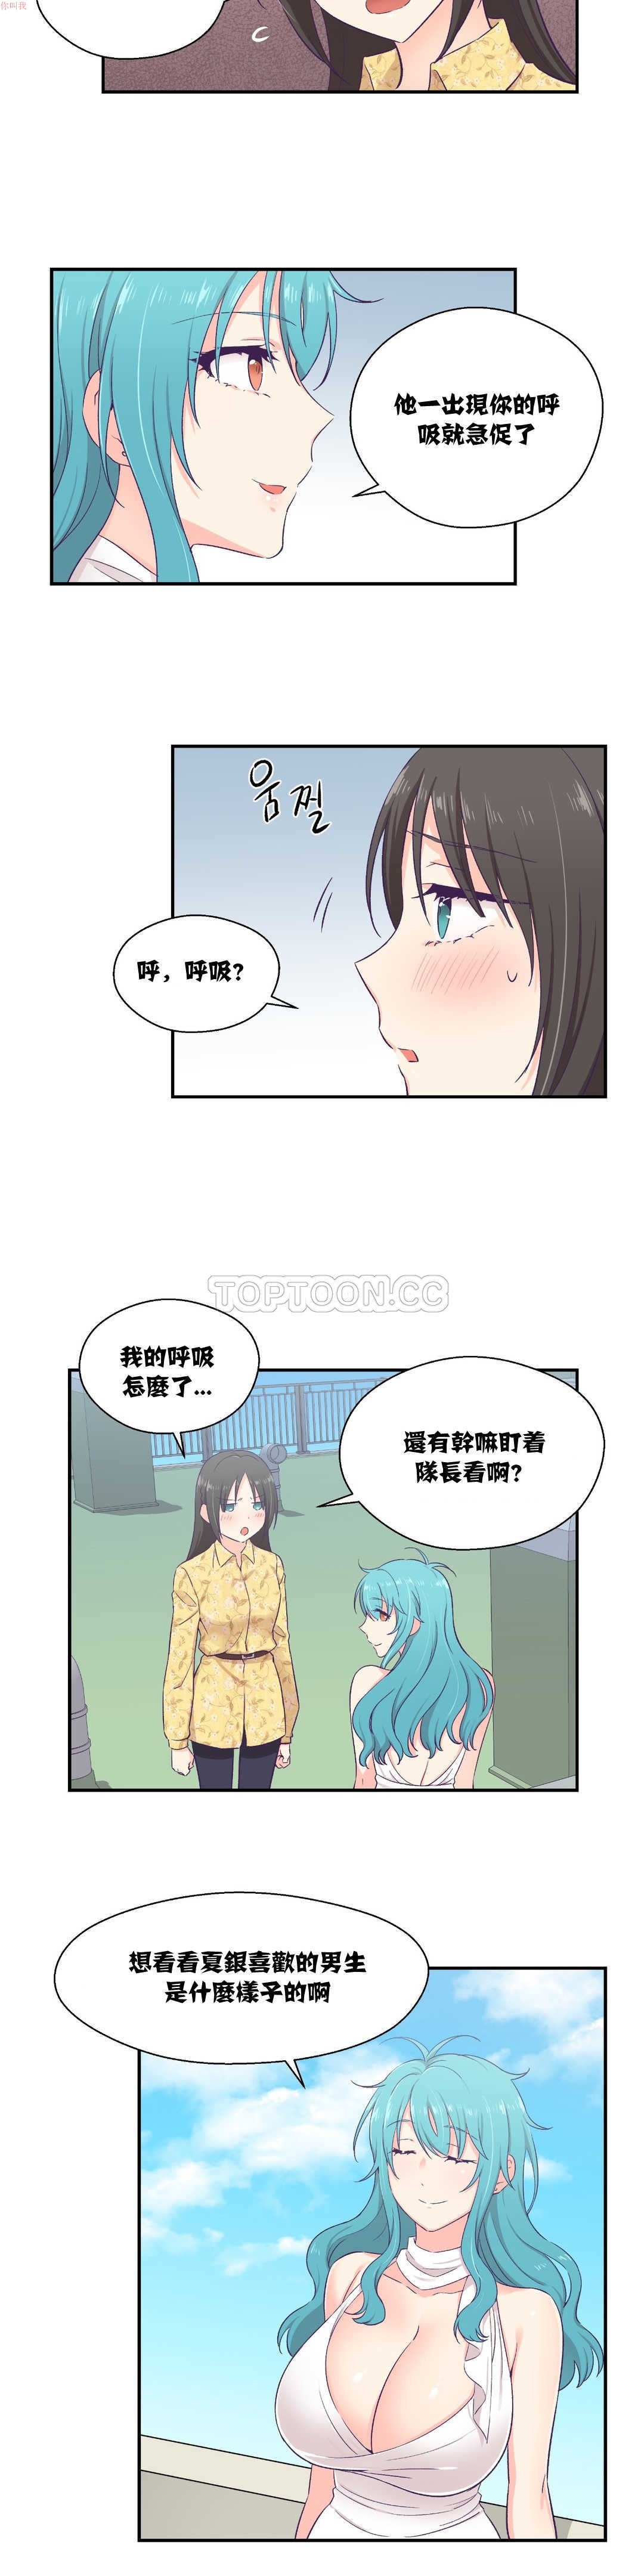 你叫我
他一出現你的呼
吸就急促了
움찔
呼，呼吸?
TOPTOON.CC
我的呼吸
怎麼了...
還有幹嘛盯着
隊長看啊?
想看看夏銀喜歡的男生
是什麼樣子的啊